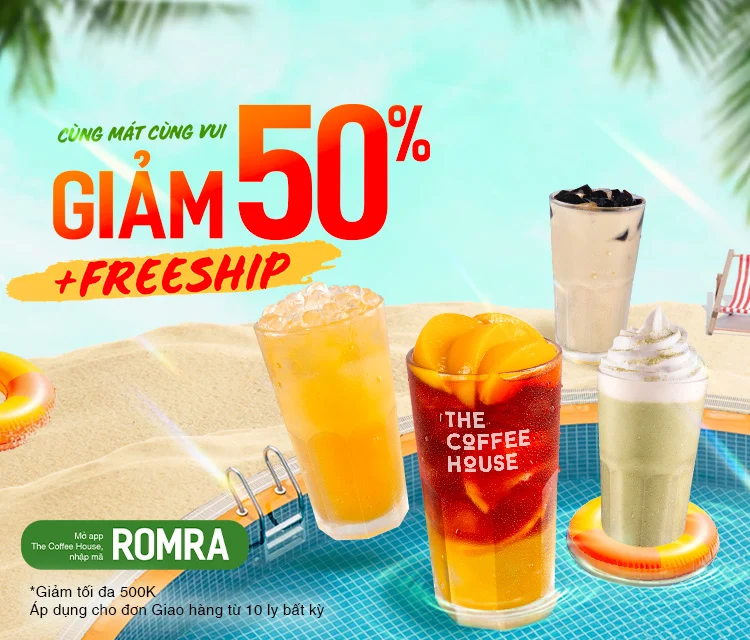 CÙNG MÁT CÙNG VUI
GIẢM 50%
+FREESHIP
THE
COFFEE
HOUSE
Mở app
The Coffee House,
nhập mã
ROMRA
*Giảm tối đa 500K
Áp dụng cho đơn Giao hàng từ 10 ly bất kỳ